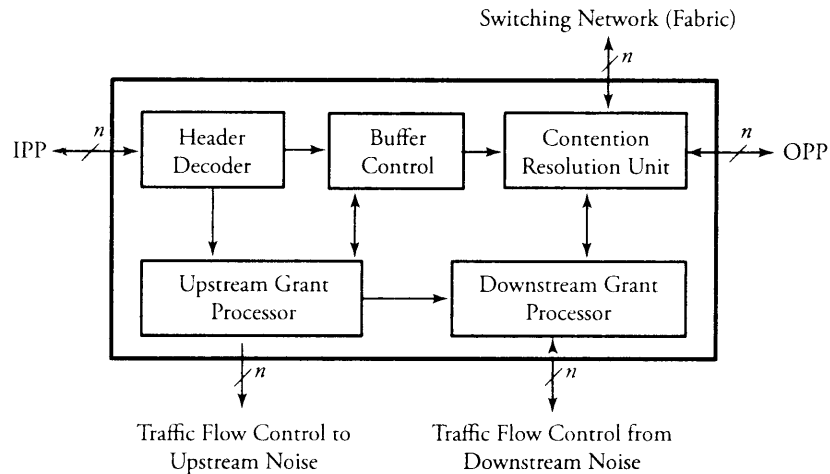 Switching Network (Fabric)
n
IPP
n
Header
Decoder
Buffer
Control
Contention
Resolution Unit
n
OPP
Upstream Grant
Processor
Downstream Grant
Processor
n
n
Traffic Flow Control to
Upstream Noise
Traffic Flow Control from
Downstream Noise